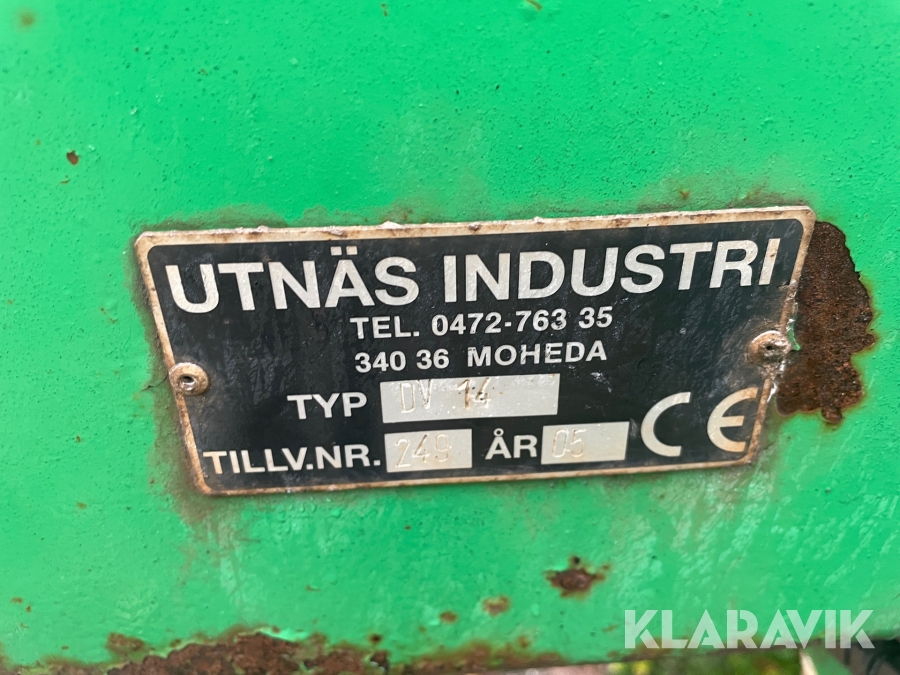 UTNÄS INDUSTRI
TEL. 0472-763 35
340 36 MOHEDA
TYP DV 14
TILLV.NR. 249 ÅR 05 CE
KLARAVIK